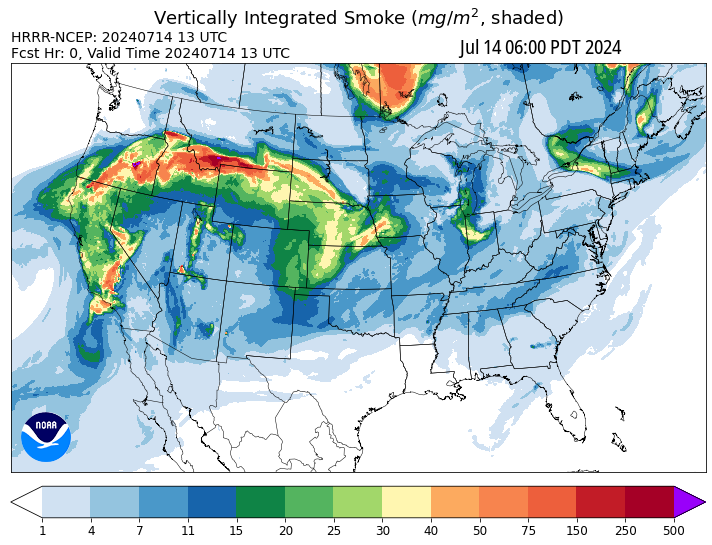 Vertically Integrated Smoke (mg/m², shaded)
HRRR-NCEP: 20240714 13 UTC
Fcst Hr: 0, Valid Time 20240714 13 UTC
Jul 14 06:00 PDT 2024
NOAA
1 4 7 11 15 20 25 30 40 50 75 150 250 500